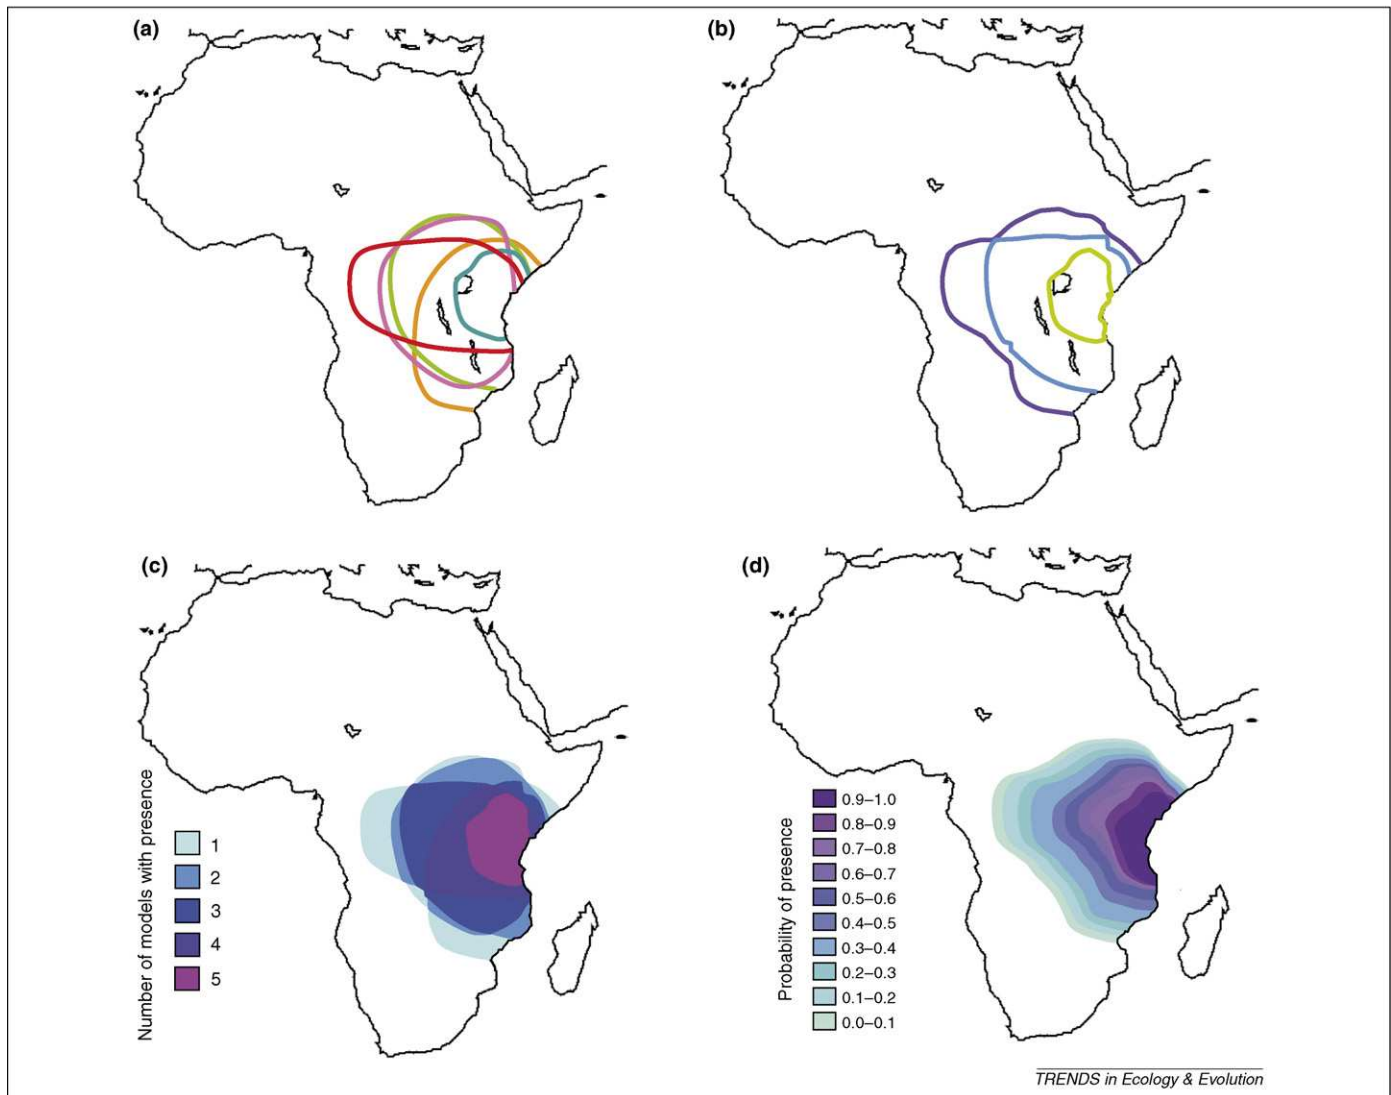 (a)
(b)
(c)
(d)
Number of models with presence
1
2
3
4
5
Probability of presence
0.9–1.0
0.8–0.9
0.7–0.8
0.6–0.7
0.5–0.6
0.4–0.5
0.3–0.4
0.2–0.3
0.1–0.2
0.0–0.1
TRENDS in Ecology & Evolution